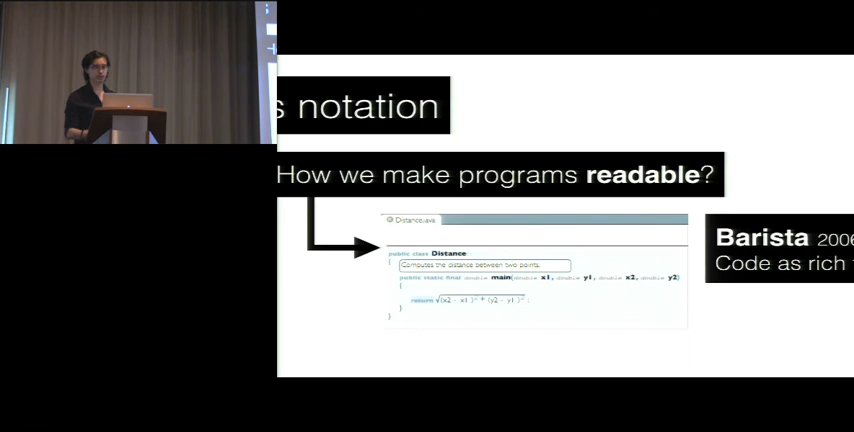 s notation
How we make programs readable?
Distance.java
public class Distance
{
Computes the distance between two points.
public static final double main(double x1, double y1, double x2, double y2)
{
return √(x2 - x1)² + (y2 - y1)² ;
}
}
Barista 2006
Code as rich